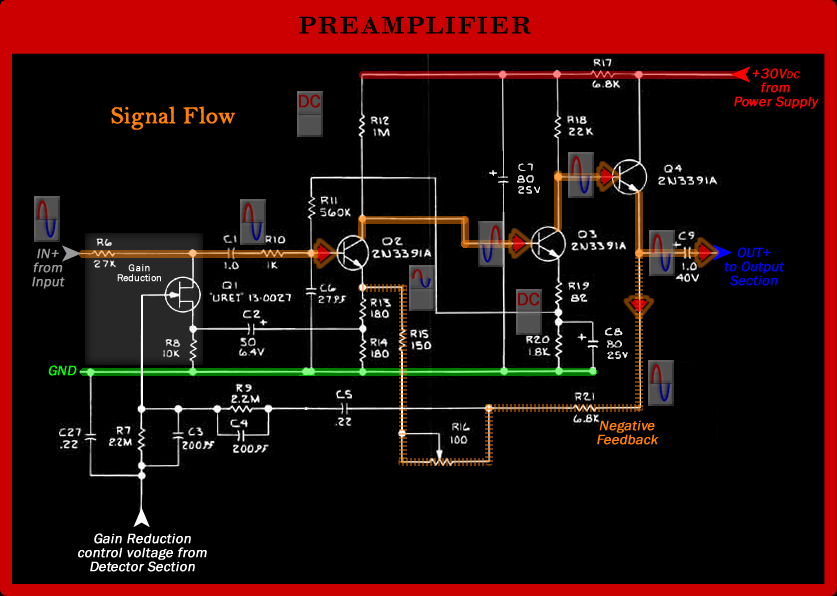 PREAMPLIFIER
+30VDC
from
Power Supply
R17
6.8K
Signal Flow
DC
R12
1M
R18
22K
C7
80
25V
+
Q4
2N3391A
R11
560K
IN+
from
Input
R6
27K
Gain
Reduction
C1
1.0
R10
1K
Q2
2N3391A
Q3
2N3391A
C9
+
1.0
40V
OUT+
to Output
Section
Q1
"URET" 13-0027
C6
27PF
R13
180
R19
82
DC
C2
+
50
6.4V
R8
10K
R14
180
R15
150
R20
1.8K
C8
+
80
25V
GND
R9
2.2M
C5
.22
R21
6.8K
Negative
Feedback
C27
.22
R7
2.2M
C3
200PF
C4
200PF
R16
100
Gain Reduction
control voltage from
Detector Section